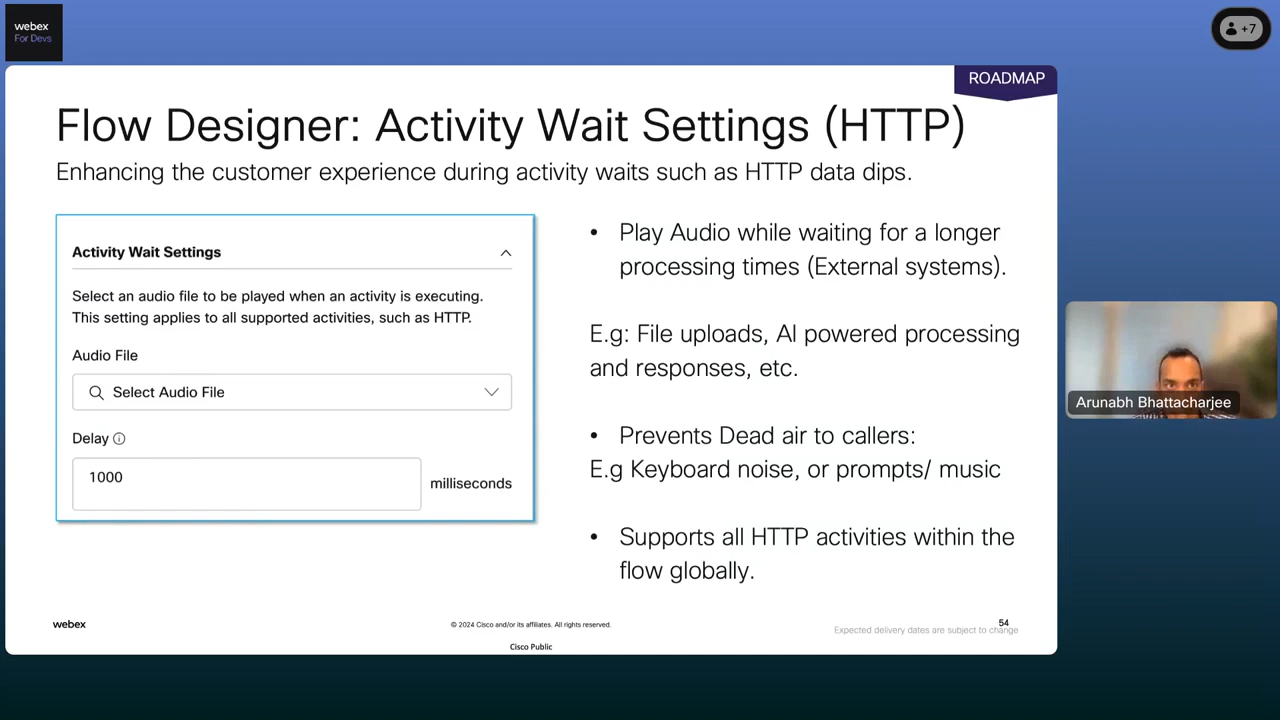 webex
For Devs
+7
ROADMAP
Flow Designer: Activity Wait Settings (HTTP)
Enhancing the customer experience during activity waits such as HTTP data dips.
Activity Wait Settings
Select an audio file to be played when an activity is executing.
This setting applies to all supported activities, such as HTTP.
Audio File
Select Audio File
Delay
1000
milliseconds
• Play Audio while waiting for a longer
processing times (External systems).
E.g: File uploads, AI powered processing
and responses, etc.
• Prevents Dead air to callers:
E.g Keyboard noise, or prompts/ music
• Supports all HTTP activities within the
flow globally.
Arunabh Bhattacharjee
webex
© 2024 Cisco and/or its affiliates. All rights reserved.
54
Expected delivery dates are subject to change
Cisco Public